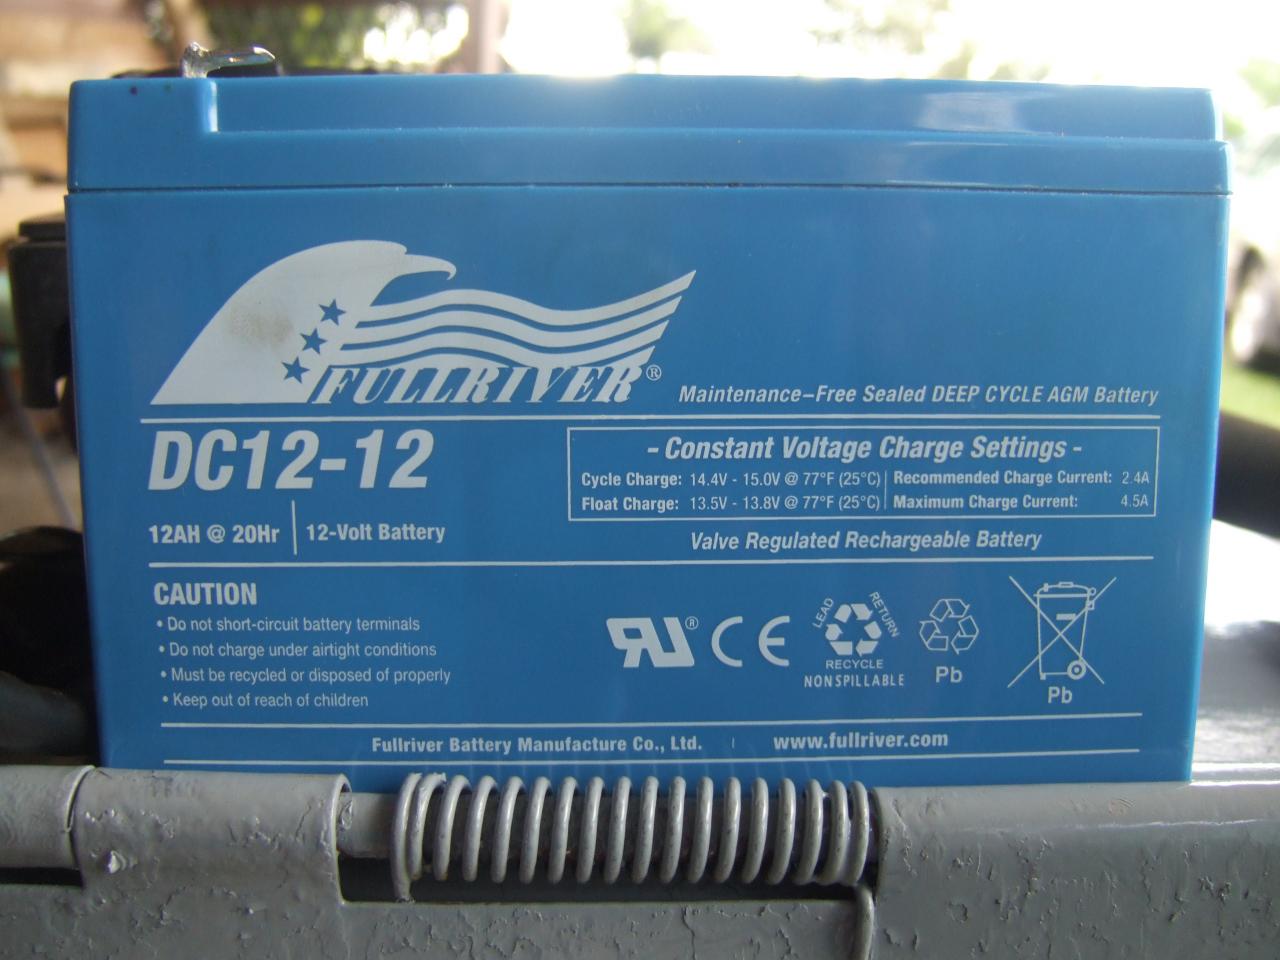 FULLRIVER®
Maintenance-Free Sealed DEEP CYCLE AGM Battery
DC12-12
12AH @ 20Hr | 12-Volt Battery
- Constant Voltage Charge Settings -
Cycle Charge: 14.4V - 15.0V @ 77°F (25°C) | Recommended Charge Current: 2.4A
Float Charge: 13.5V - 13.8V @ 77°F (25°C) | Maximum Charge Current: 4.5A
Valve Regulated Rechargeable Battery
CAUTION
• Do not short-circuit battery terminals
• Do not charge under airtight conditions
• Must be recycled or disposed of properly
• Keep out of reach of children
RU® CE
LEAD RETURN
RECYCLE
NONSPILLABLE
Pb
Pb
Fullriver Battery Manufacture Co., Ltd. | www.fullriver.com